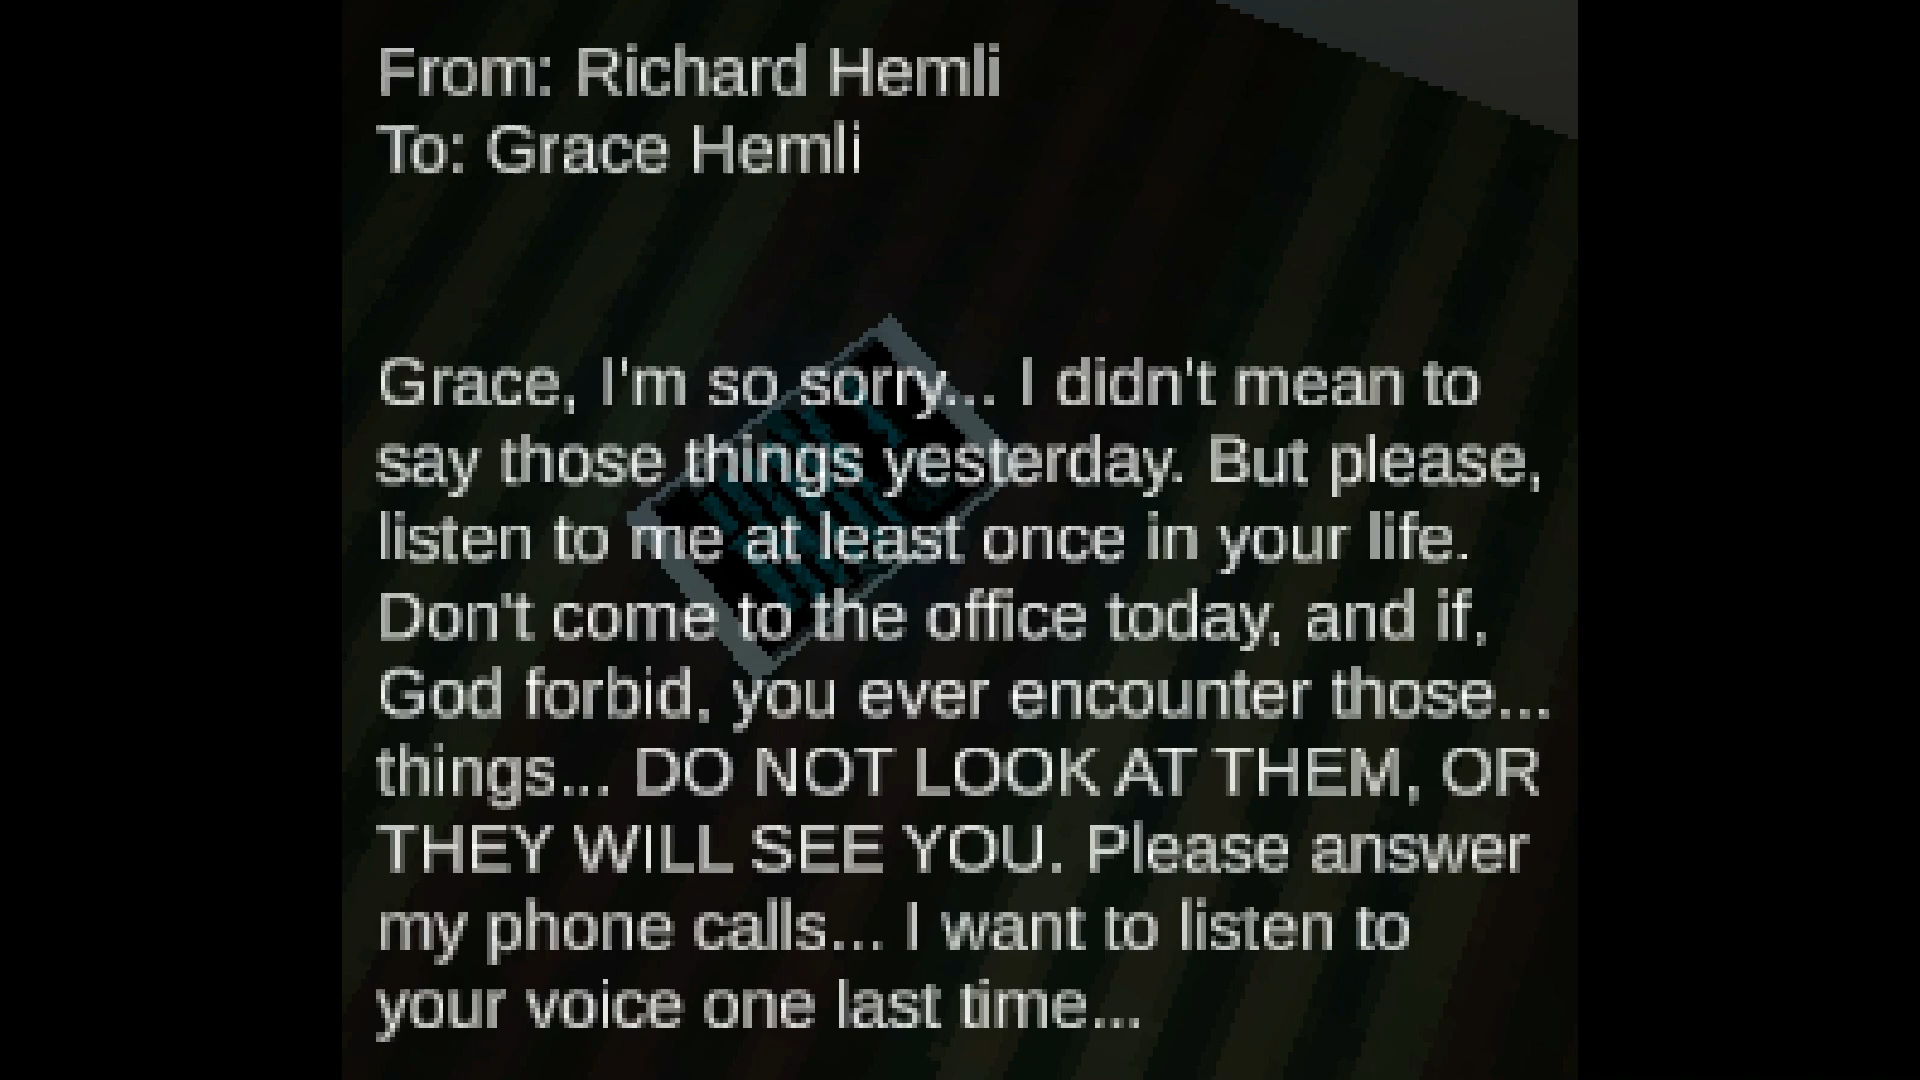 From: Richard Hemli
To: Grace Hemli
Grace, I'm so sorry... I didn't mean to
say those things yesterday. But please,
listen to me at least once in your life.
Don't come to the office today, and if,
God forbid, you ever encounter those...
things... DO NOT LOOK AT THEM, OR
THEY WILL SEE YOU. Please answer
my phone calls... I want to listen to
your voice one last time...